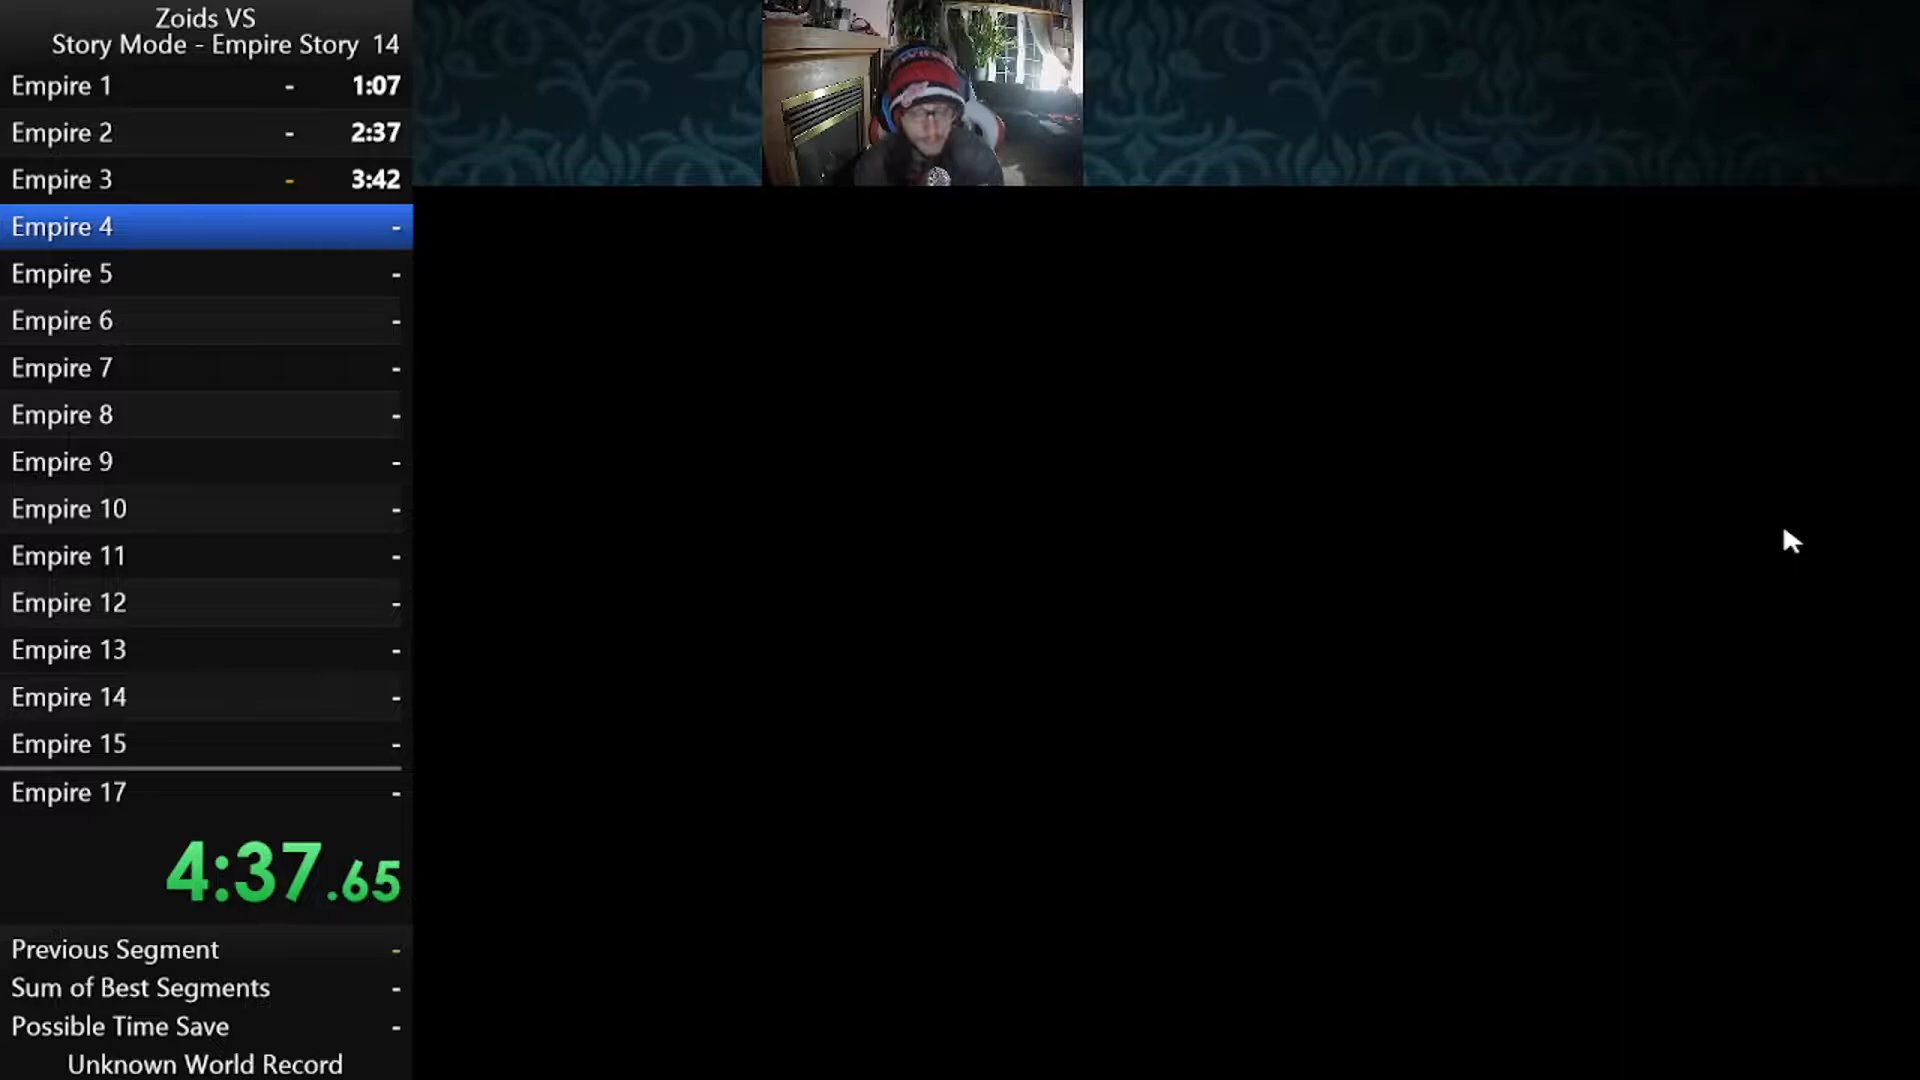 Zoids VS
Story Mode - Empire Story 14
Empire 1 - 1:07
Empire 2 - 2:37
Empire 3 - 3:42
Empire 4 -
Empire 5 -
Empire 6 -
Empire 7 -
Empire 8 -
Empire 9 -
Empire 10 -
Empire 11 -
Empire 12 -
Empire 13 -
Empire 14 -
Empire 15 -
Empire 17 -
4:37.65
Previous Segment -
Sum of Best Segments -
Possible Time Save -
Unknown World Record